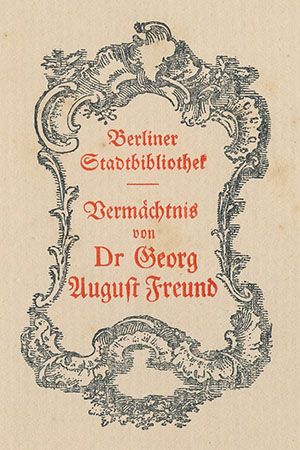 Berliner
Stadtbibliothek
Vermächtnis
von
Dr Georg
August Freund